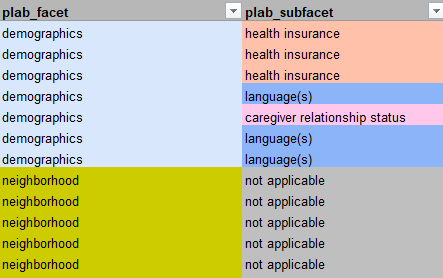 plab_facet plab_subfacet
demographics health insurance
demographics health insurance
demographics health insurance
demographics language(s)
demographics caregiver relationship status
demographics language(s)
demographics language(s)
neighborhood not applicable
neighborhood not applicable
neighborhood not applicable
neighborhood not applicable
neighborhood not applicable